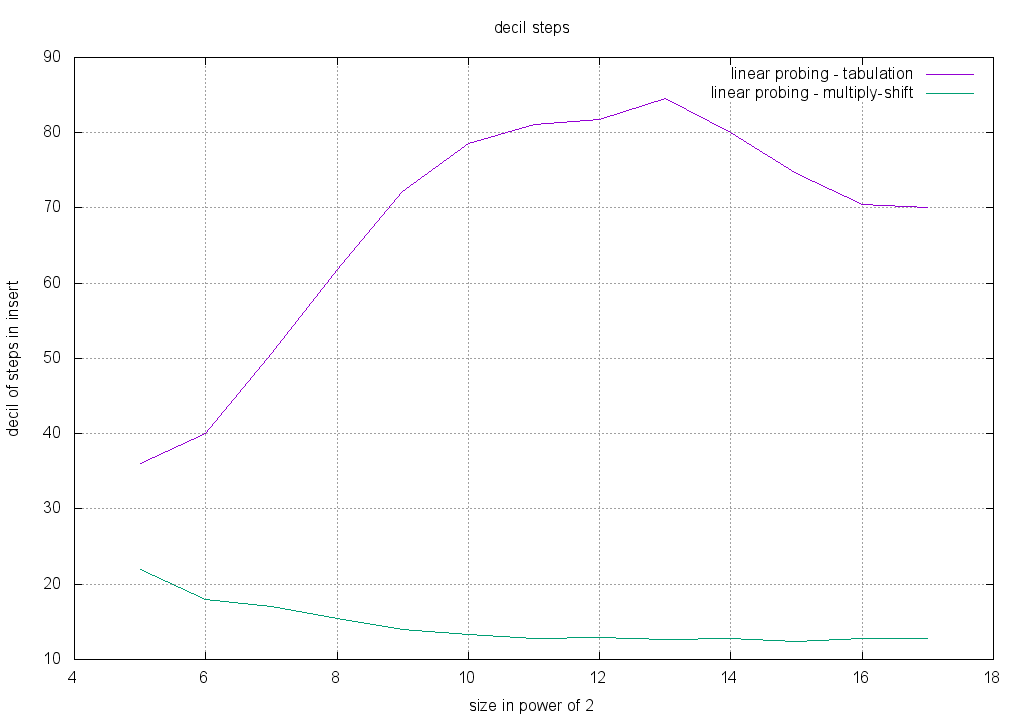 decil steps
linear probing - tabulation
linear probing - multiply-shift
90
80
70
60
50
40
30
20
10
decil of steps in insert
4 6 8 10 12 14 16 18
size in power of 2